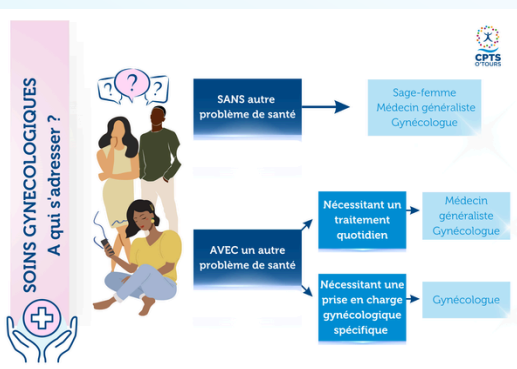 SOINS GYNECOLOGIQUES
A qui s'adresser ?
? ? ?
CPTS
O'TOURS
SANS autre
problème de santé
Sage-femme
Médecin généraliste
Gynécologue
AVEC un autre
problème de santé
Nécessitant un
traitement
quotidien
Médecin
généraliste
Gynécologue
Nécessitant une
prise en charge
gynécologique
spécifique
Gynécologue